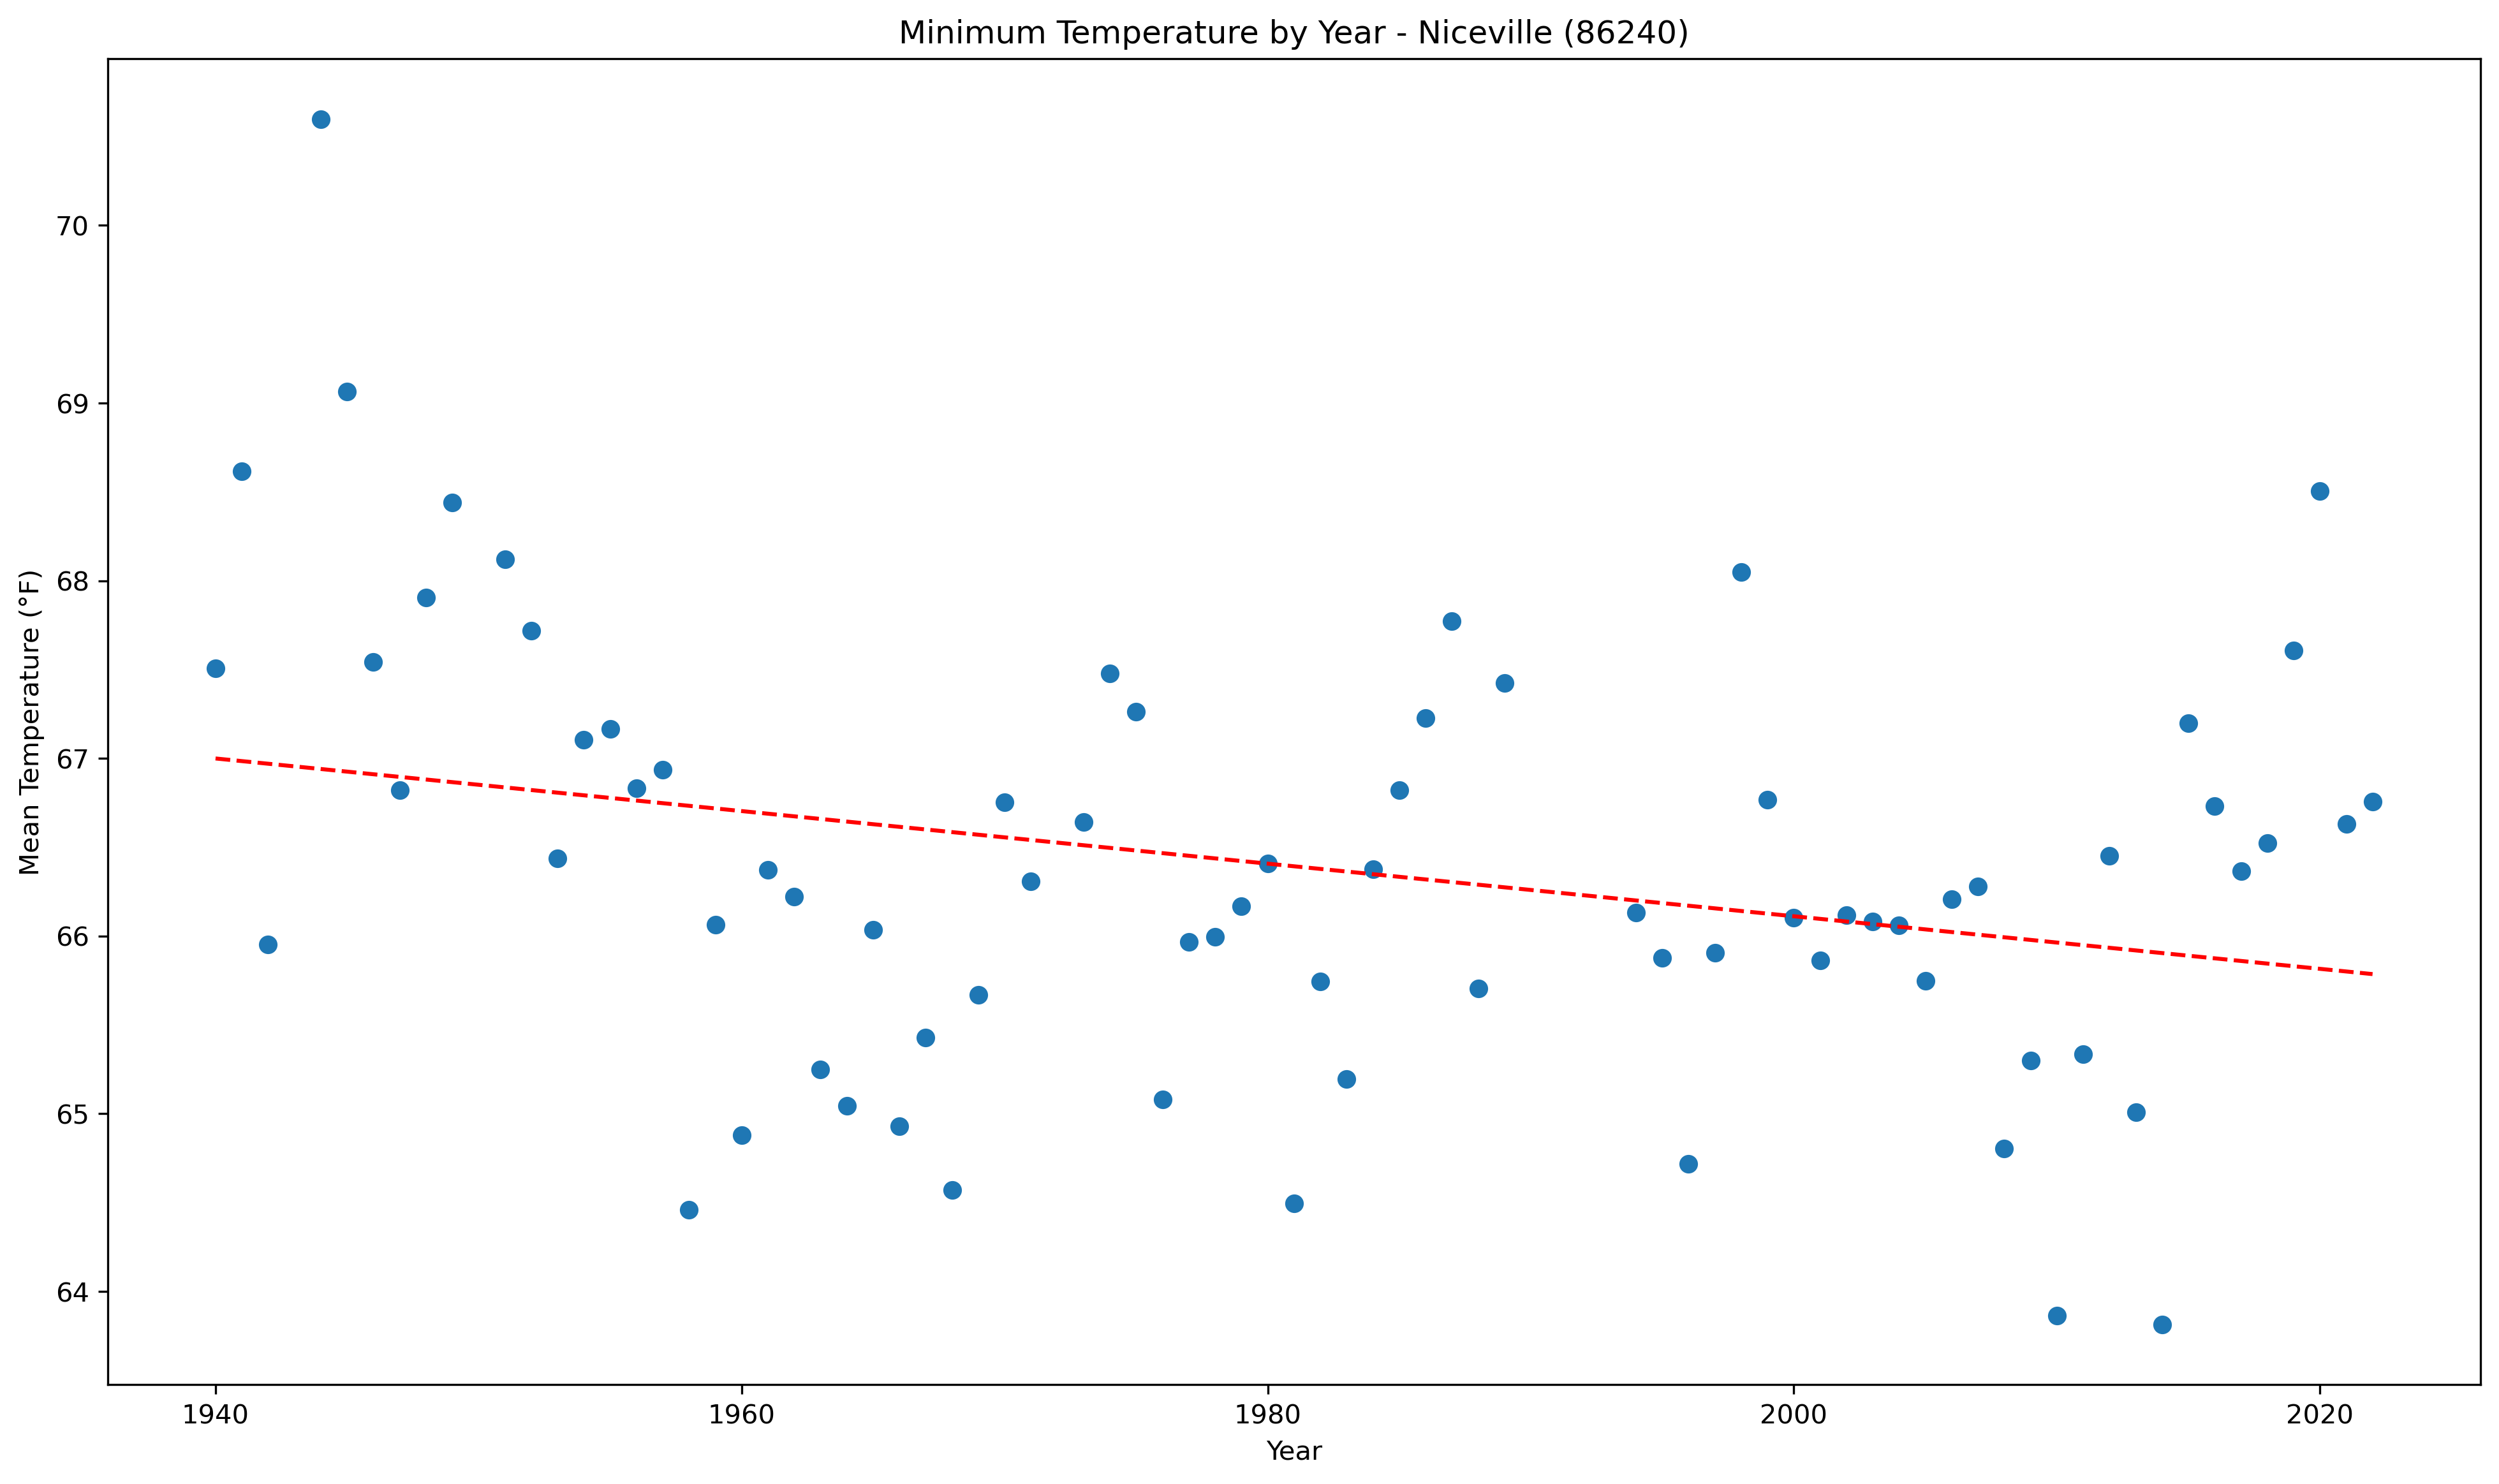 Minimum Temperature by Year - Niceville (86240)
Mean Temperature (°F)
70
69
68
67
66
65
64
1940 1960 1980 2000 2020
Year